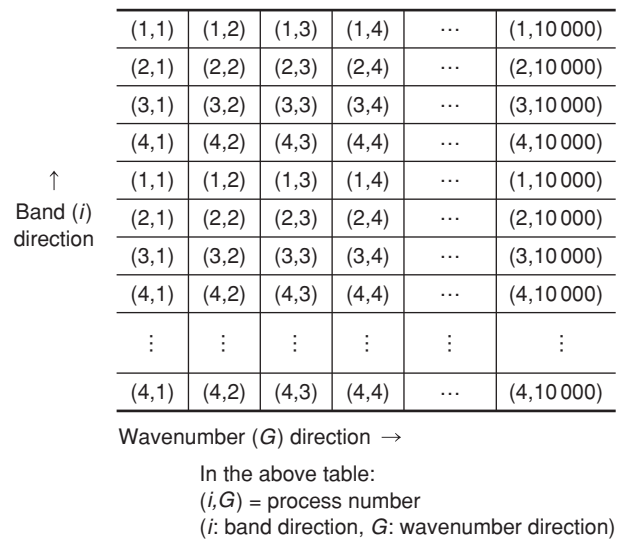 (1,1) (1,2) (1,3) (1,4) ⋯ (1,10 000)
(2,1) (2,2) (2,3) (2,4) ⋯ (2,10 000)
(3,1) (3,2) (3,3) (3,4) ⋯ (3,10 000)
(4,1) (4,2) (4,3) (4,4) ⋯ (4,10 000)
(1,1) (1,2) (1,3) (1,4) ⋯ (1,10 000)
(2,1) (2,2) (2,3) (2,4) ⋯ (2,10 000)
(3,1) (3,2) (3,3) (3,4) ⋯ (3,10 000)
(4,1) (4,2) (4,3) (4,4) ⋯ (4,10 000)
⋮ ⋮ ⋮ ⋮ ⋮ ⋮
(4,1) (4,2) (4,3) (4,4) ⋯ (4,10 000)
↑
Band (i)
direction
Wavenumber (G) direction →
In the above table:
(i,G) = process number
(i: band direction, G: wavenumber direction)